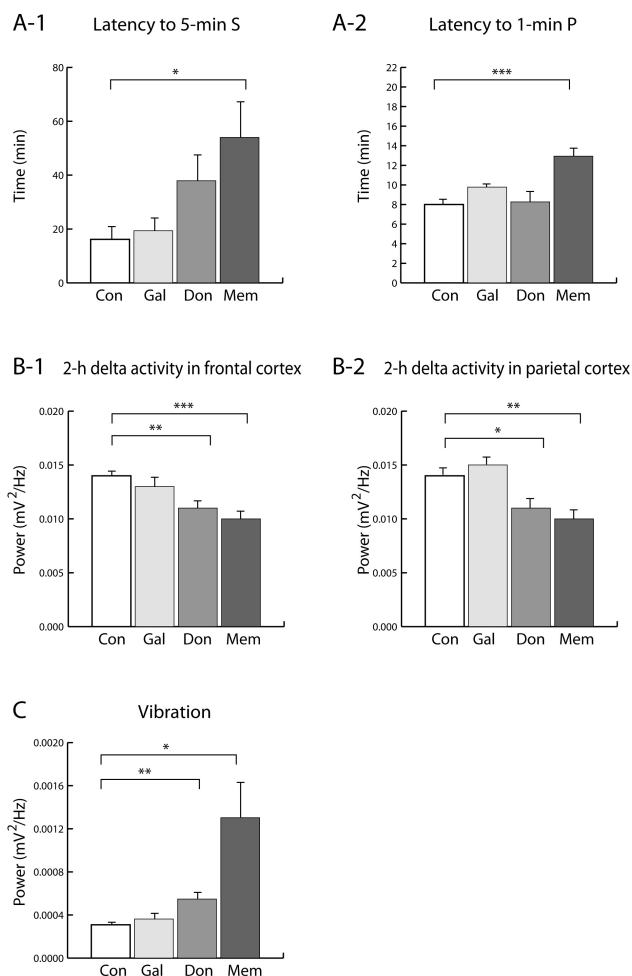 A-1 Latency to 5-min S
80
60
40
20
0
Time (min)
*
Con Gal Don Mem
A-2 Latency to 1-min P
22
20
18
16
14
12
10
8
6
4
2
0
Time (min)
***
Con Gal Don Mem
B-1 2-h delta activity in frontal cortex
0.020
0.015
0.010
0.005
0.000
Power (mV²/Hz)
***
**
Con Gal Don Mem
B-2 2-h delta activity in parietal cortex
0.020
0.015
0.010
0.005
0.000
Power (mV²/Hz)
**
*
Con Gal Don Mem
C Vibration
0.0020
0.0016
0.0012
0.0008
0.0004
0.0000
Power (mV²/Hz)
*
**
Con Gal Don Mem